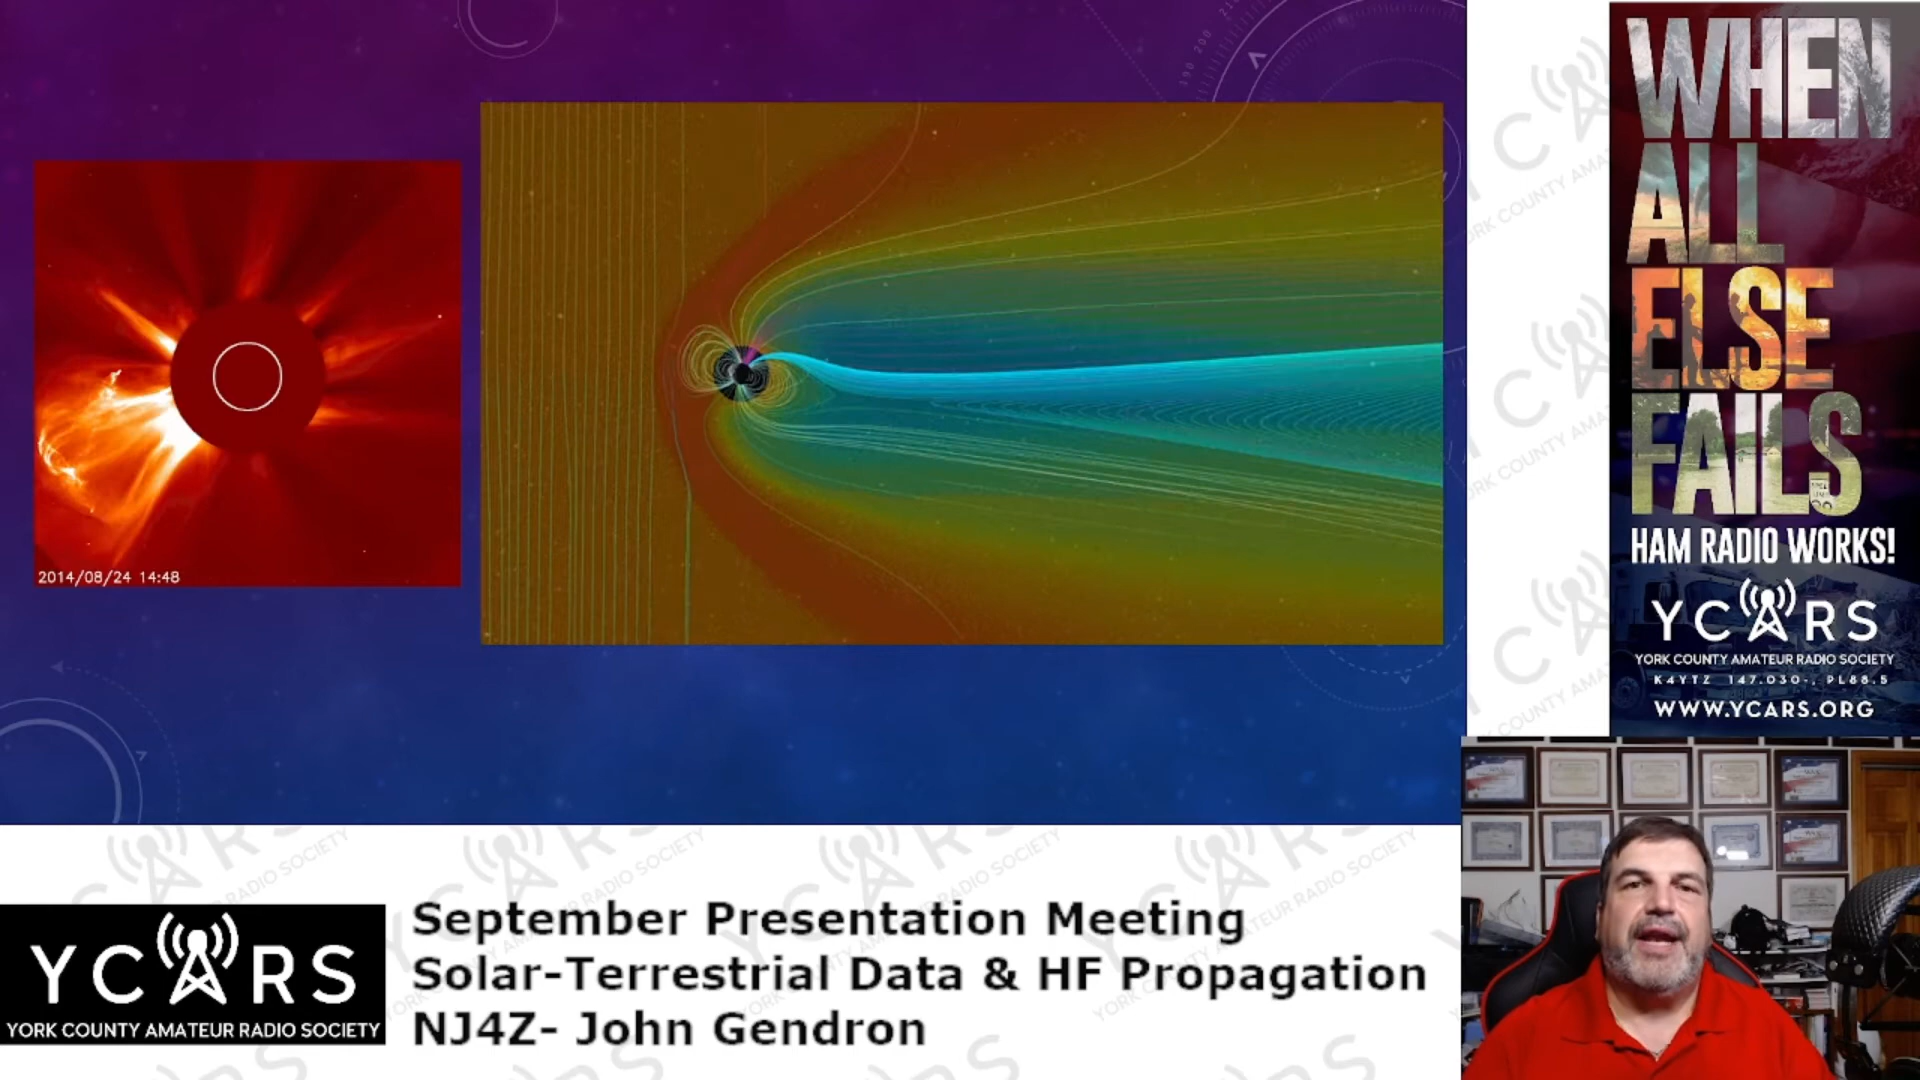 2014/08/24 14:48
WHEN
ALL
ELSE
FAILS
HAM RADIO WORKS!
YCARS
YORK COUNTY AMATEUR RADIO SOCIETY
K4YTZ 147.030-, PL88.5
WWW.YCARS.ORG
YCARS
YORK COUNTY AMATEUR RADIO SOCIETY
September Presentation Meeting
Solar-Terrestrial Data & HF Propagation
NJ4Z- John Gendron